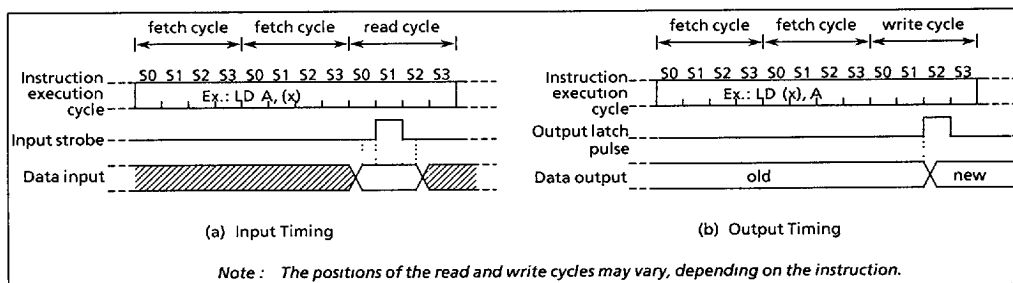 fetch cycle fetch cycle read cycle
S0 S1 S2 S3 S0 S1 S2 S3 S0 S1 S2 S3
Instruction
execution
cycle
Ex.: LD A, (x)
Input strobe
Data input
(a) Input Timing
fetch cycle fetch cycle write cycle
S0 S1 S2 S3 S0 S1 S2 S3 S0 S1 S2 S3
Instruction
execution
cycle
Ex.: LD (x), A
Output latch
pulse
Data output
old new
(b) Output Timing
Note : The positions of the read and write cycles may vary, depending on the instruction.